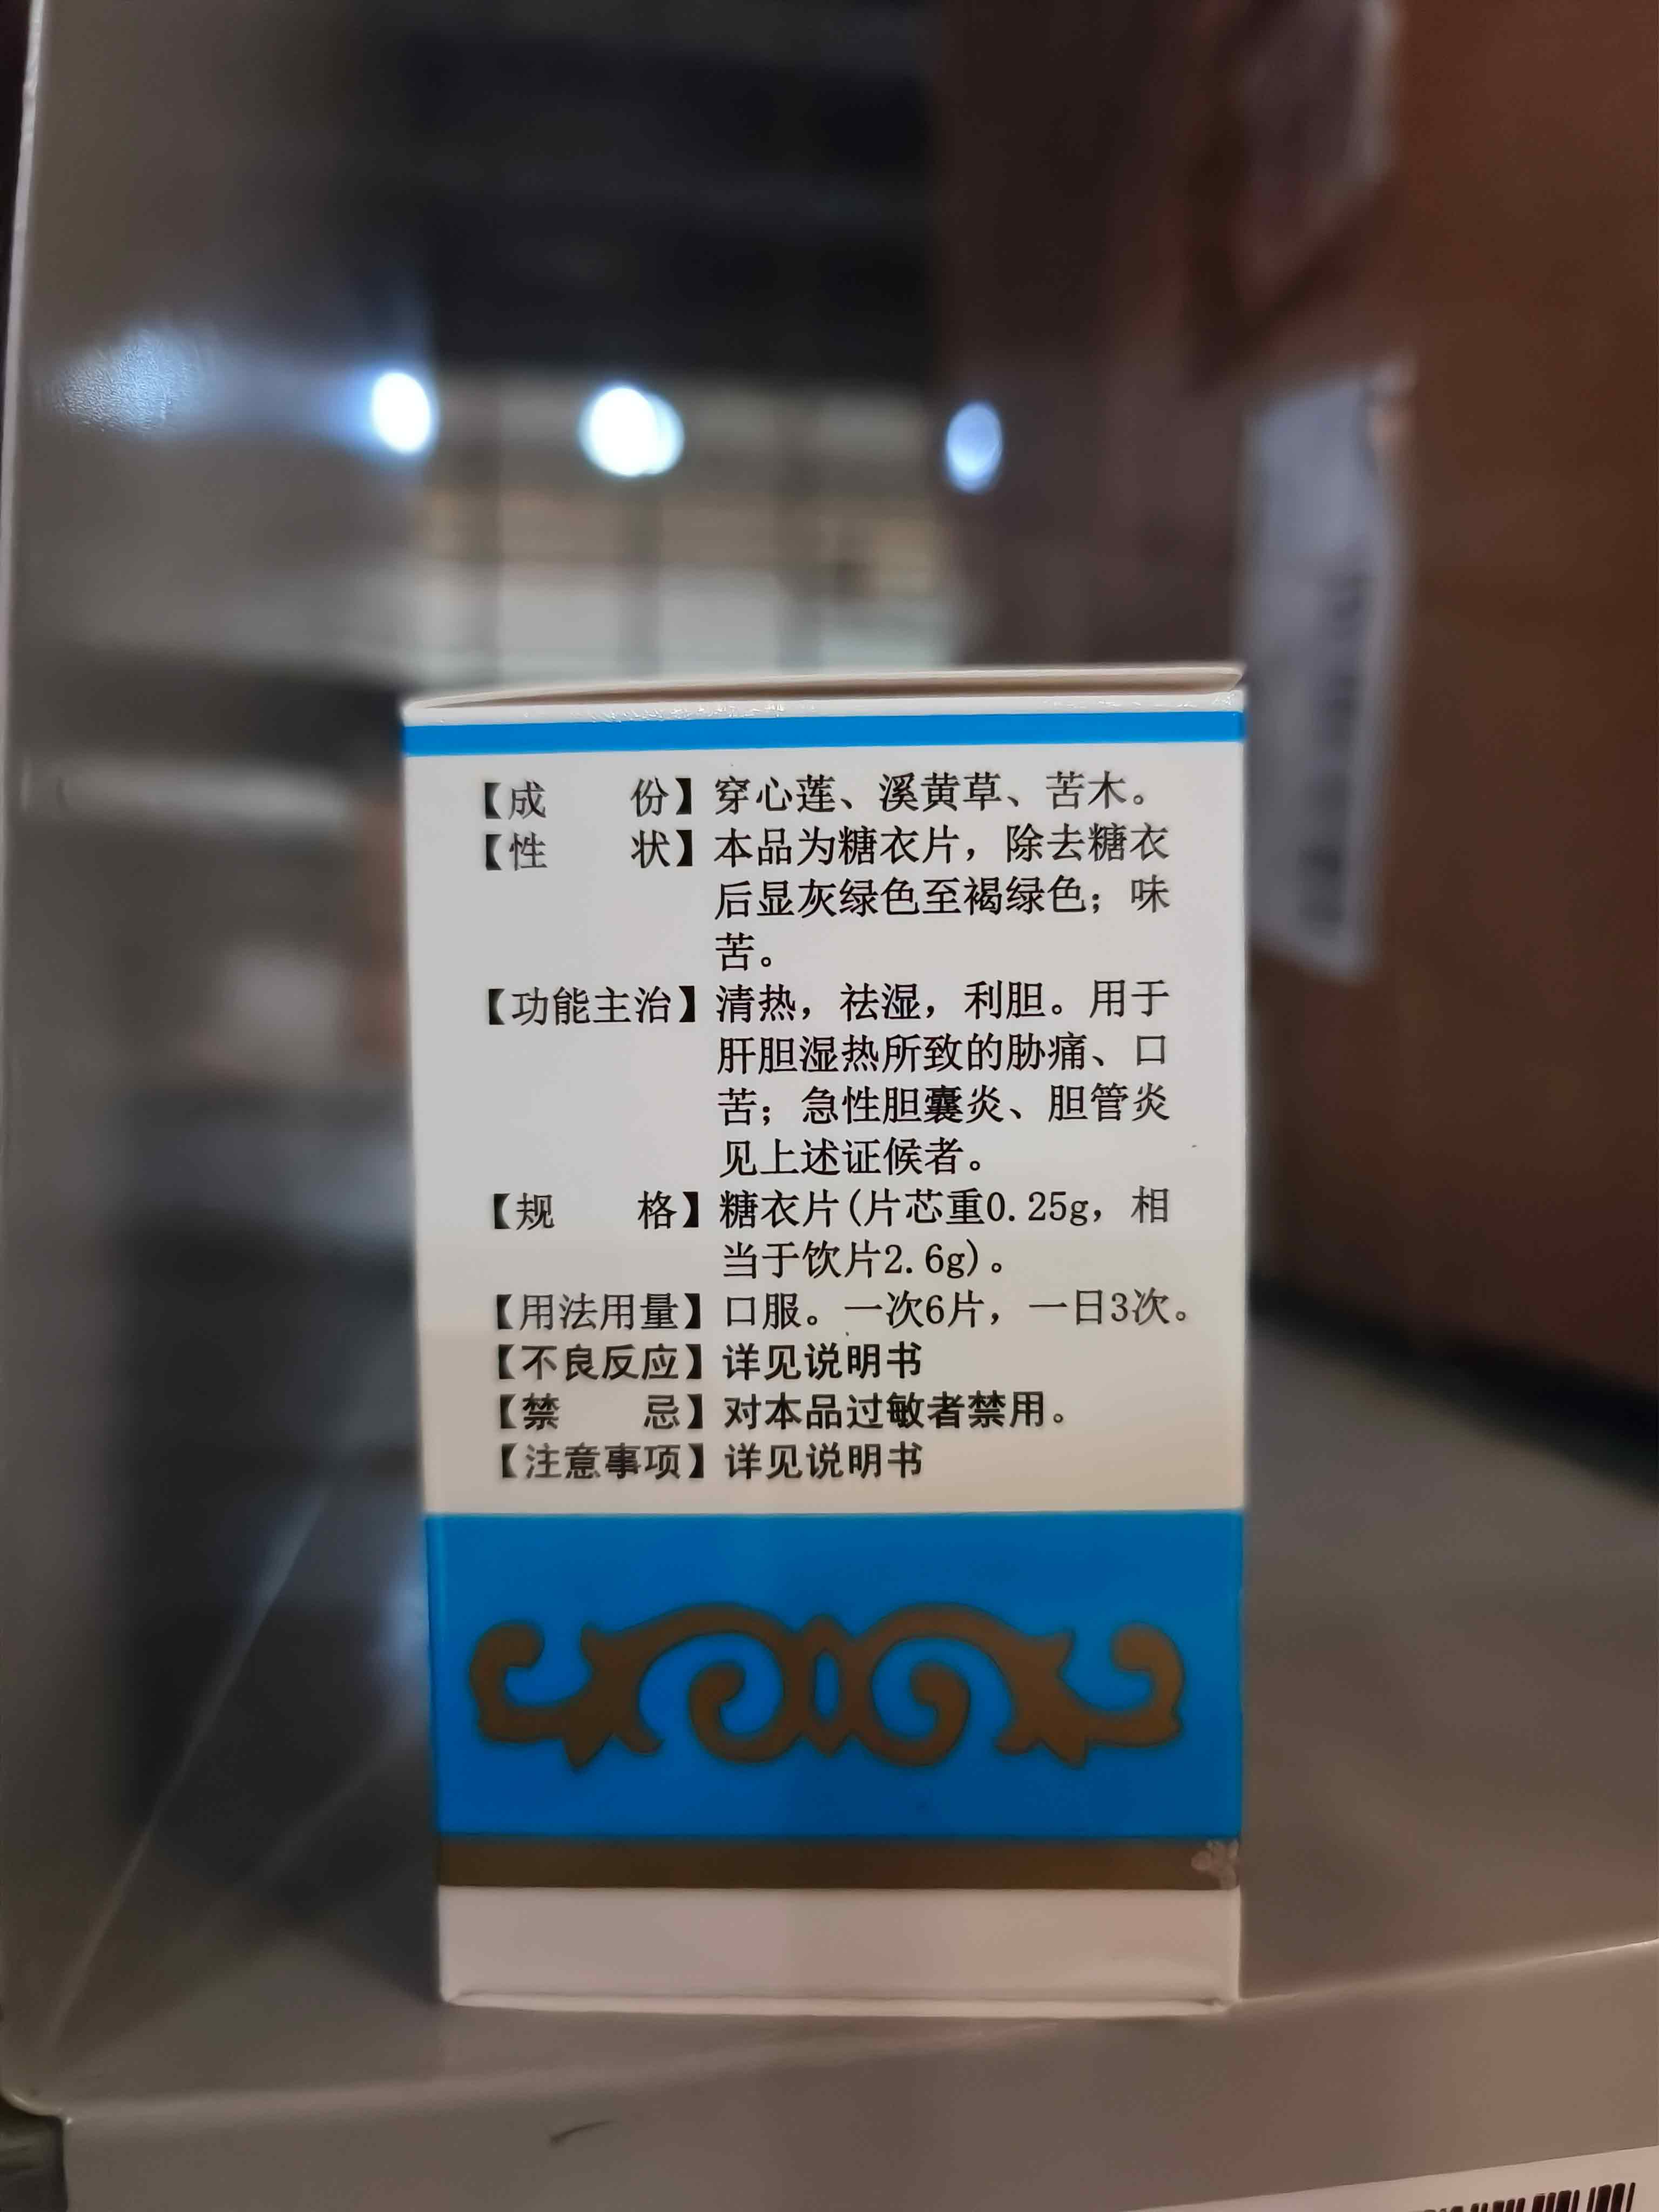 【成　　份】穿心莲、溪黄草、苦木。
【性　　状】本品为糖衣片，除去糖衣
后显灰绿色至褐绿色；味
苦。
【功能主治】清热，祛湿，利胆。用于
肝胆湿热所致的胁痛、口
苦；急性胆囊炎、胆管炎
见上述证候者。
【规　　格】糖衣片(片芯重0.25g，相
当于饮片2.6g)。
【用法用量】口服。一次6片，一日3次。
【不良反应】详见说明书
【禁　　忌】对本品过敏者禁用。
【注意事项】详见说明书